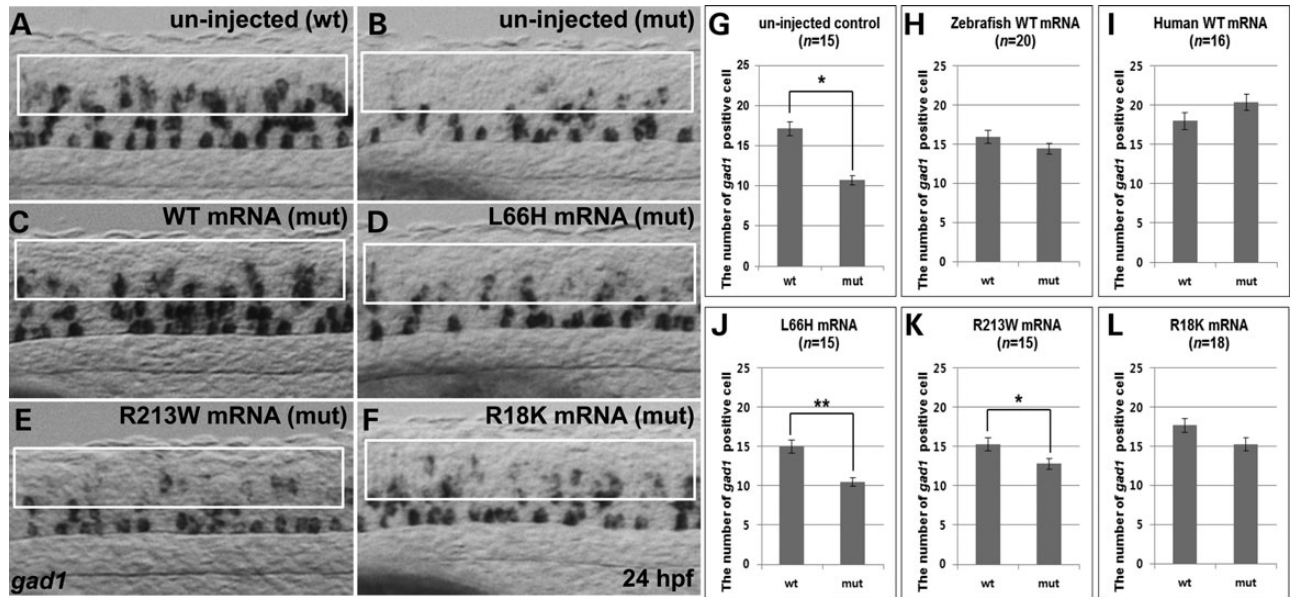 A un-injected (wt)
B un-injected (mut)
C WT mRNA (mut)
D L66H mRNA (mut)
E R213W mRNA (mut)
gad1
F R18K mRNA (mut)
24 hpf
G un-injected control
(n=15)
The number of gad1 positive cell
25
20
15
10
5
0
*
wt mut
H Zebrafish WT mRNA
(n=20)
The number of gad1 positive cell
25
20
15
10
5
0
wt mut
I Human WT mRNA
(n=16)
The number of gad1 positive cell
25
20
15
10
5
0
wt mut
J L66H mRNA
(n=15)
The number of gad1 positive cell
25
20
15
10
5
0
**
wt mut
K R213W mRNA
(n=15)
The number of gad1 positive cell
25
20
15
10
5
0
*
wt mut
L R18K mRNA
(n=18)
The number of gad1 positive cell
25
20
15
10
5
0
wt mut